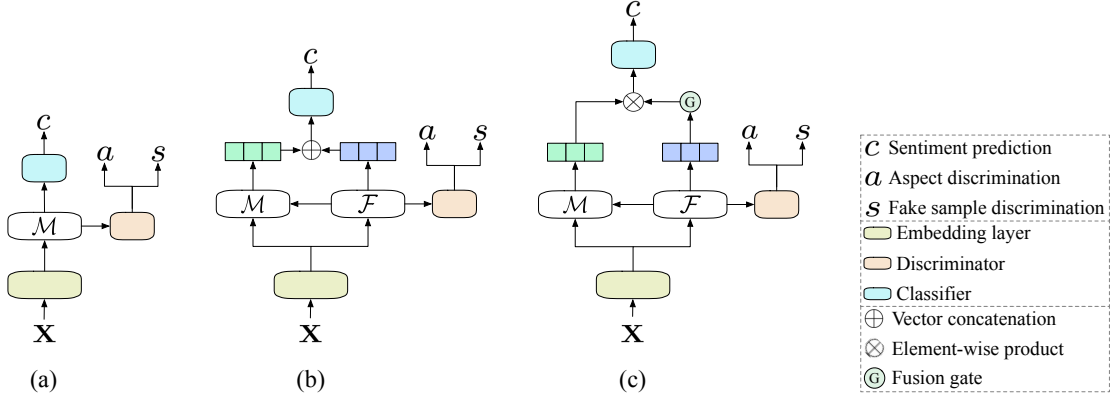 c
a s
M
X
(a)
c
M F
a s
X
(b)
c
G
a s
M F
X
(c)
c Sentiment prediction
a Aspect discrimination
s Fake sample discrimination
Embedding layer
Discriminator
Classifier
Vector concatenation
Element-wise product
G Fusion gate